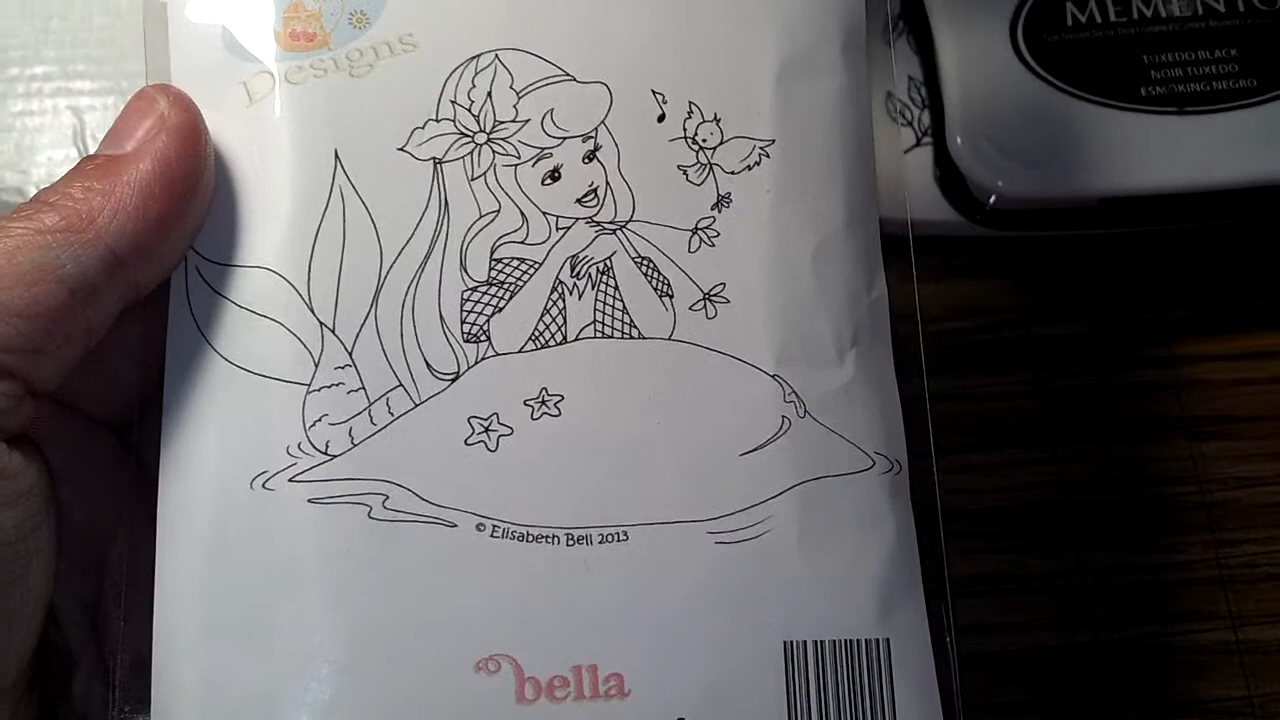 Designs
MEMENTO
TUXEDO BLACK
NOIR TUXEDO
ESMOKING NEGRO
© Elisabeth Bell 2013
bella